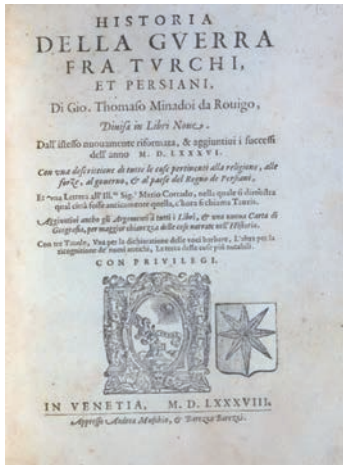 HISTORIA
DELLA GVERRA
FRA TVRCHI,
ET PERSIANI,
Di Gio. Thomaso Minadoi da Rouigo,
Diuisa in Libri Noue.
Dall'istesso nuouamente riformata, & aggiuntiui i successi
dell'anno M. D. LXXXVI.
Con vna descrittione di tutte le cose pertinenti alla religione, alle
forze, al gouerno, & al paese del Regno de Persiani,
Et vna Lettera all'Ill. Sig. Mario Corrado, nella quale si dimostra
qual città fosse anticamente quella, c'hora si chiama Tauris.
Aggiuntiui anche gli Argomenti à tutti i Libri, & vna nuoua Carta di
Geografia, per maggior chiarezza delle cose narrate nell'Historia.
Con tre Tauole, Vna per la dichiaratione delle voci barbare, L'altra per la
ricognitione de' nomi antichi, La terza delle cose più notabili.
CON PRIVILEGI.
IN VENETIA, M. D. LXXXVIII.
Appresso Andrea Muschio, & Barezzo Barezzi.